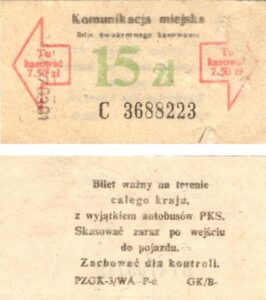 Komunikacja miejska
Bilet dwukrotnego kasowania
Tu
kasować
7.50 zł
15 zł
Tu
kasować
7.50 zł
C 3688223
Bilet ważny na terenie
całego kraju,
z wyjątkiem autobusów PKS.
Skasować zaraz po wejściu
do pojazdu.
Zachować dla kontroli.
PZGK-3/WA -P-6 GK/B-